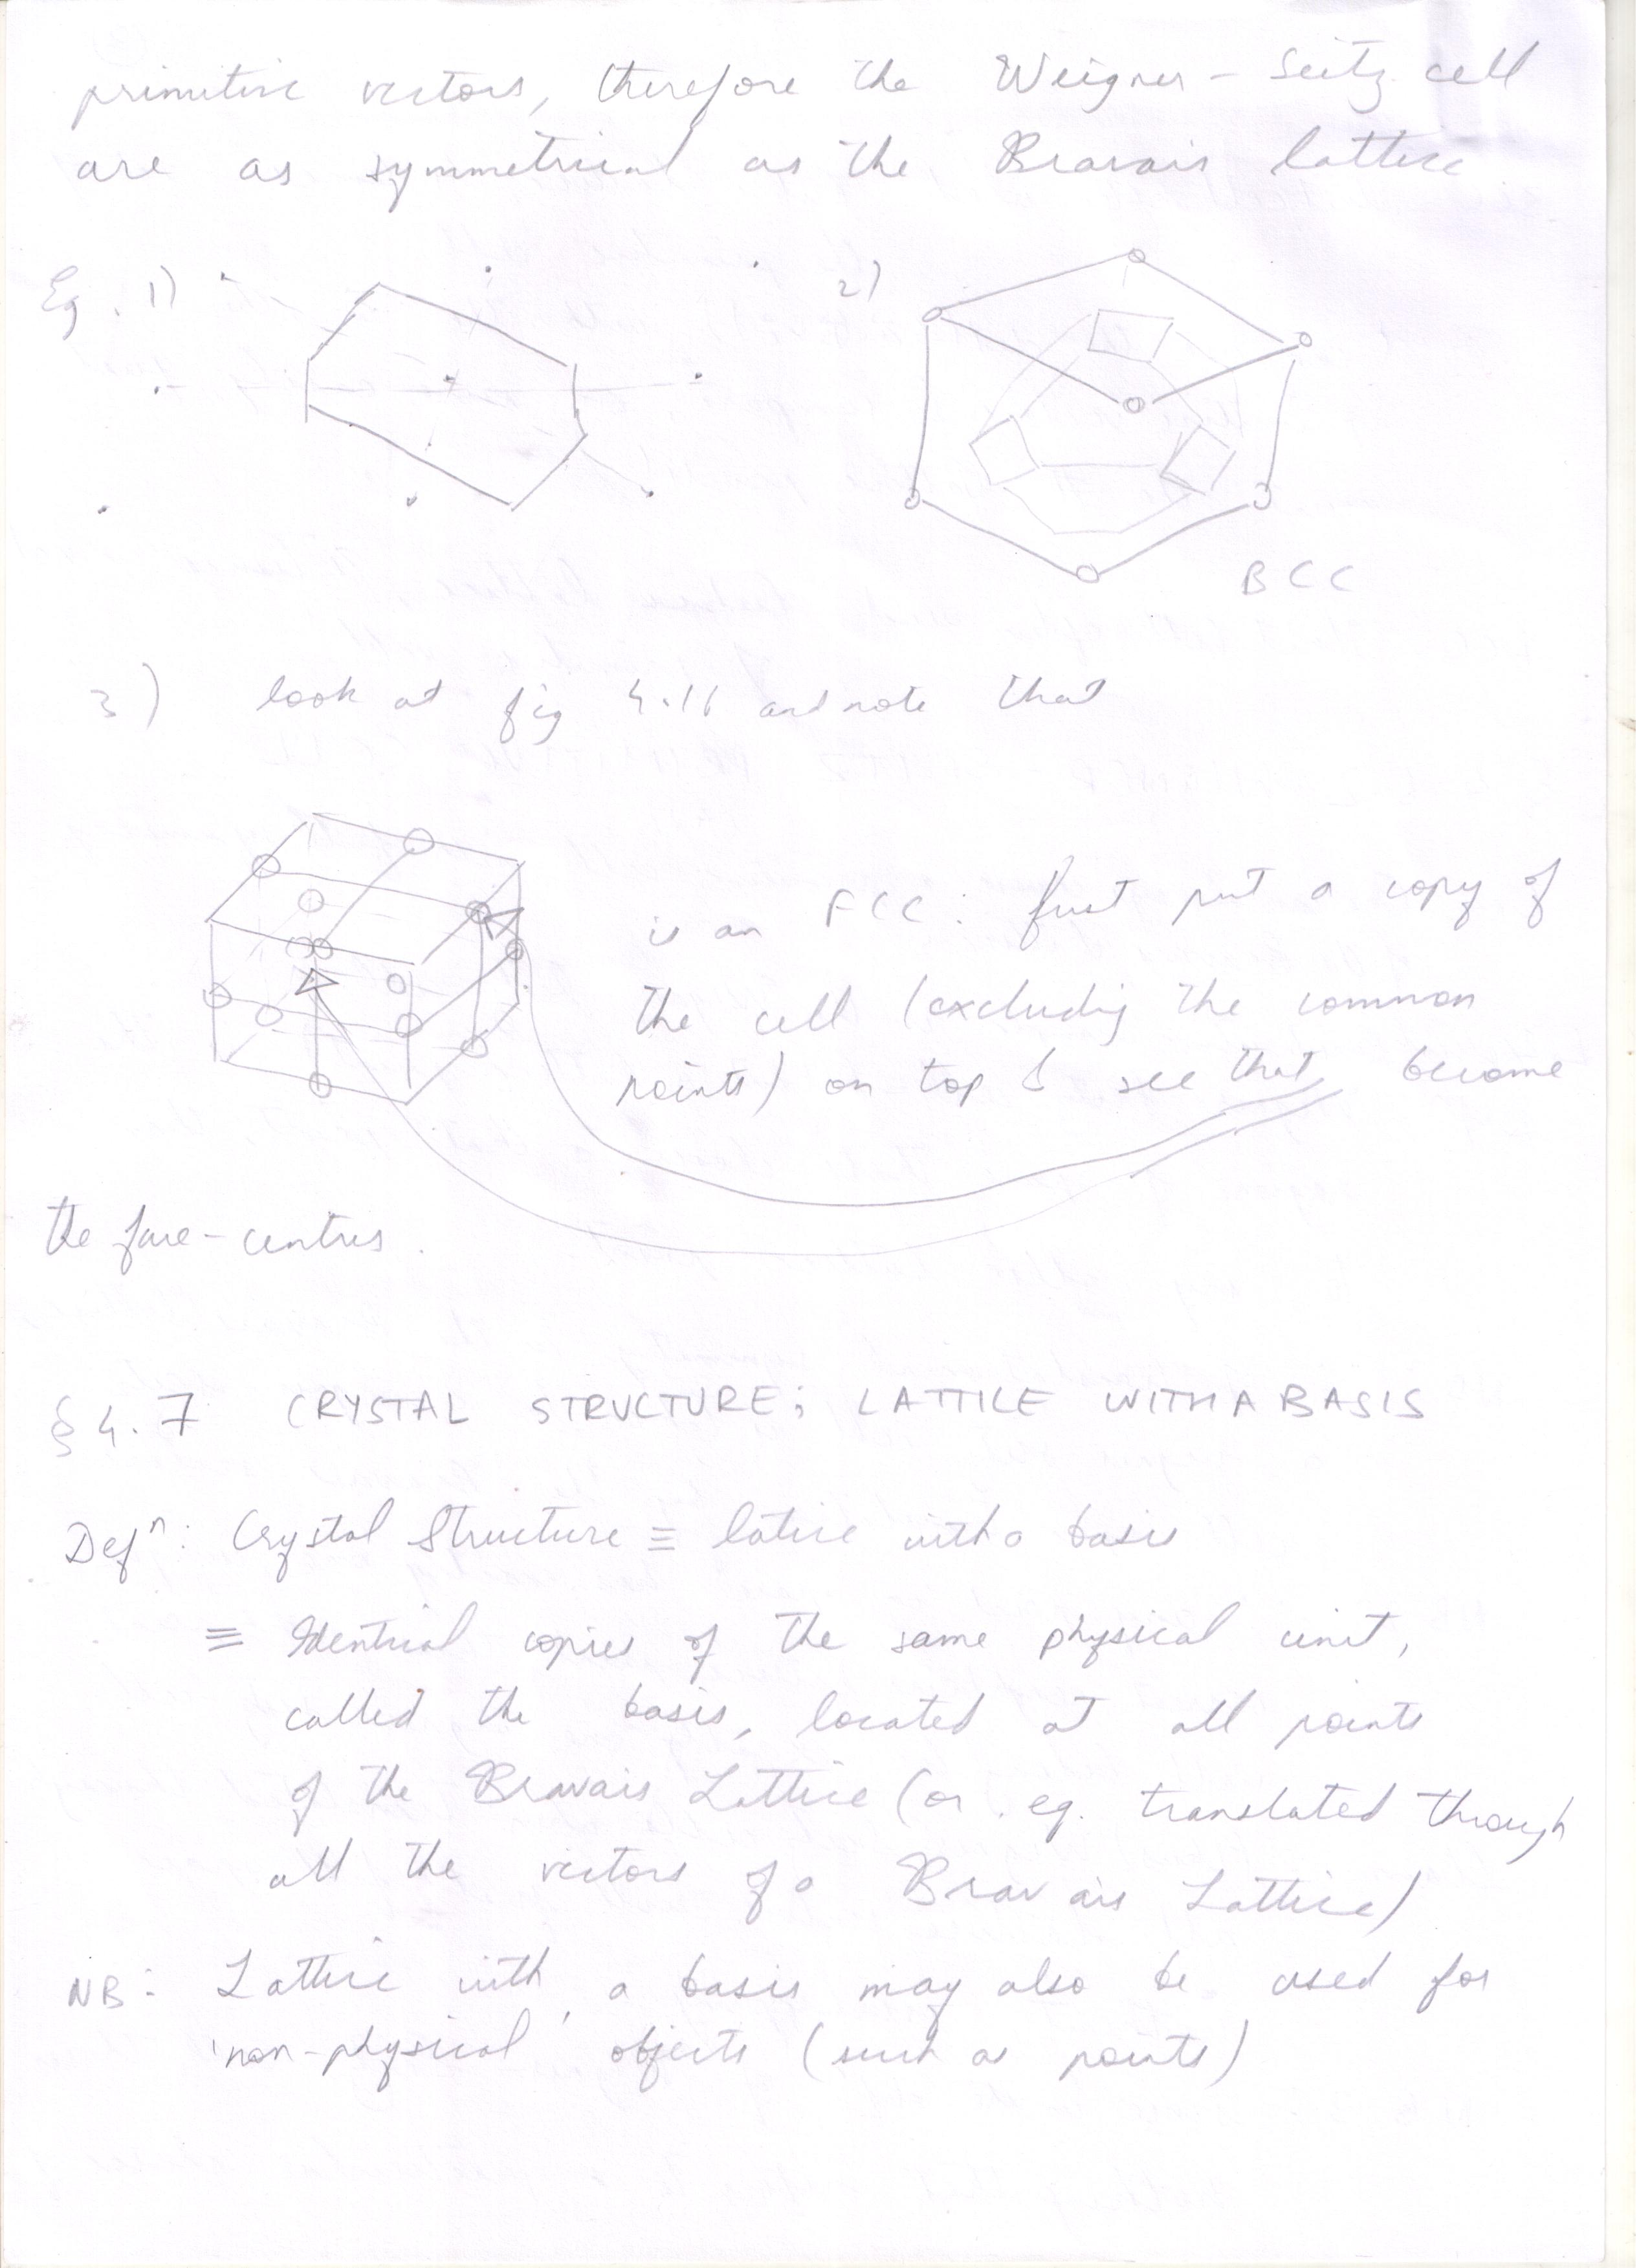 primitive vectors, therefore the Weigner - Seitz cell
are as symmetrical as the Bravais lattice
Eg. 1)
2)
BCC
3) look at fig 4.16 and note that
is an FCC: just put a copy of
the cell (excluding the common
points) on top & see that become
the face-centres.
§4.7 CRYSTAL STRUCTURE; LATTICE WITH A BASIS
Defⁿ: Crystal Structure ≡ latice with a basis
≡ Identical copies of the same physical unit,
called the basis, located at all points
of the Bravais Lattice (or eq. translated through
all the vectors of a Bravais Lattice)
NB: Lattice with a basis may also be used for
'non-physical' objects (such as points)